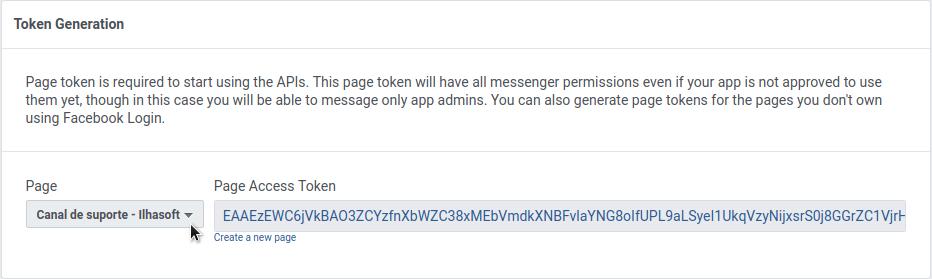 Token Generation
Page token is required to start using the APIs. This page token will have all messenger permissions even if your app is not approved to use
them yet, though in this case you will be able to message only app admins. You can also generate page tokens for the pages you don't own
using Facebook Login.
Page
Page Access Token
Canal de suporte - Ilhasoft
Create a new page